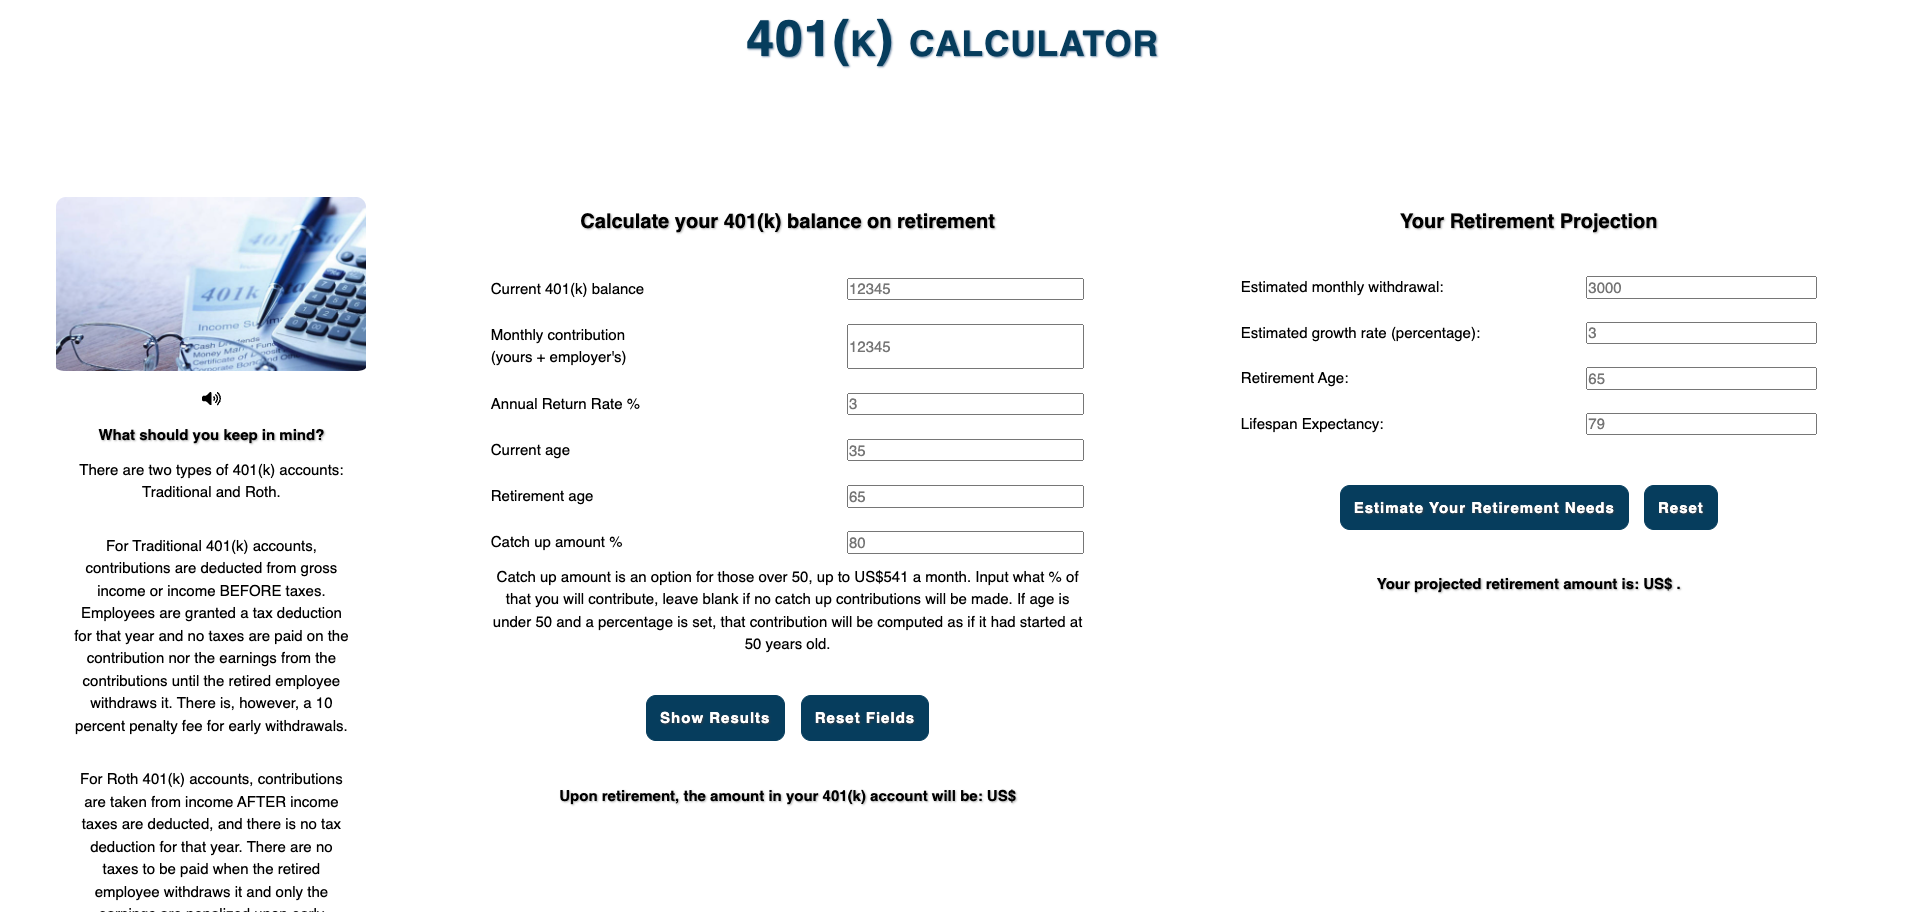 401(K) CALCULATOR
401k
Income
Cash
Money Market Fun
Certificate of
Corporate
What should you keep in mind?
There are two types of 401(k) accounts:
Traditional and Roth.
For Traditional 401(k) accounts,
contributions are deducted from gross
income or income BEFORE taxes.
Employees are granted a tax deduction
for that year and no taxes are paid on the
contribution nor the earnings from the
contributions until the retired employee
withdraws it. There is, however, a 10
percent penalty fee for early withdrawals.
For Roth 401(k) accounts, contributions
are taken from income AFTER income
taxes are deducted, and there is no tax
deduction for that year. There are no
taxes to be paid when the retired
employee withdraws it and only the
Calculate your 401(k) balance on retirement
Current 401(k) balance 12345
Monthly contribution
(yours + employer's) 12345
Annual Return Rate % 3
Current age 35
Retirement age 65
Catch up amount % 80
Catch up amount is an option for those over 50, up to US$541 a month. Input what % of
that you will contribute, leave blank if no catch up contributions will be made. If age is
under 50 and a percentage is set, that contribution will be computed as if it had started at
50 years old.
Show Results Reset Fields
Upon retirement, the amount in your 401(k) account will be: US$
Your Retirement Projection
Estimated monthly withdrawal: 3000
Estimated growth rate (percentage): 3
Retirement Age: 65
Lifespan Expectancy: 79
Estimate Your Retirement Needs Reset
Your projected retirement amount is: US$ .